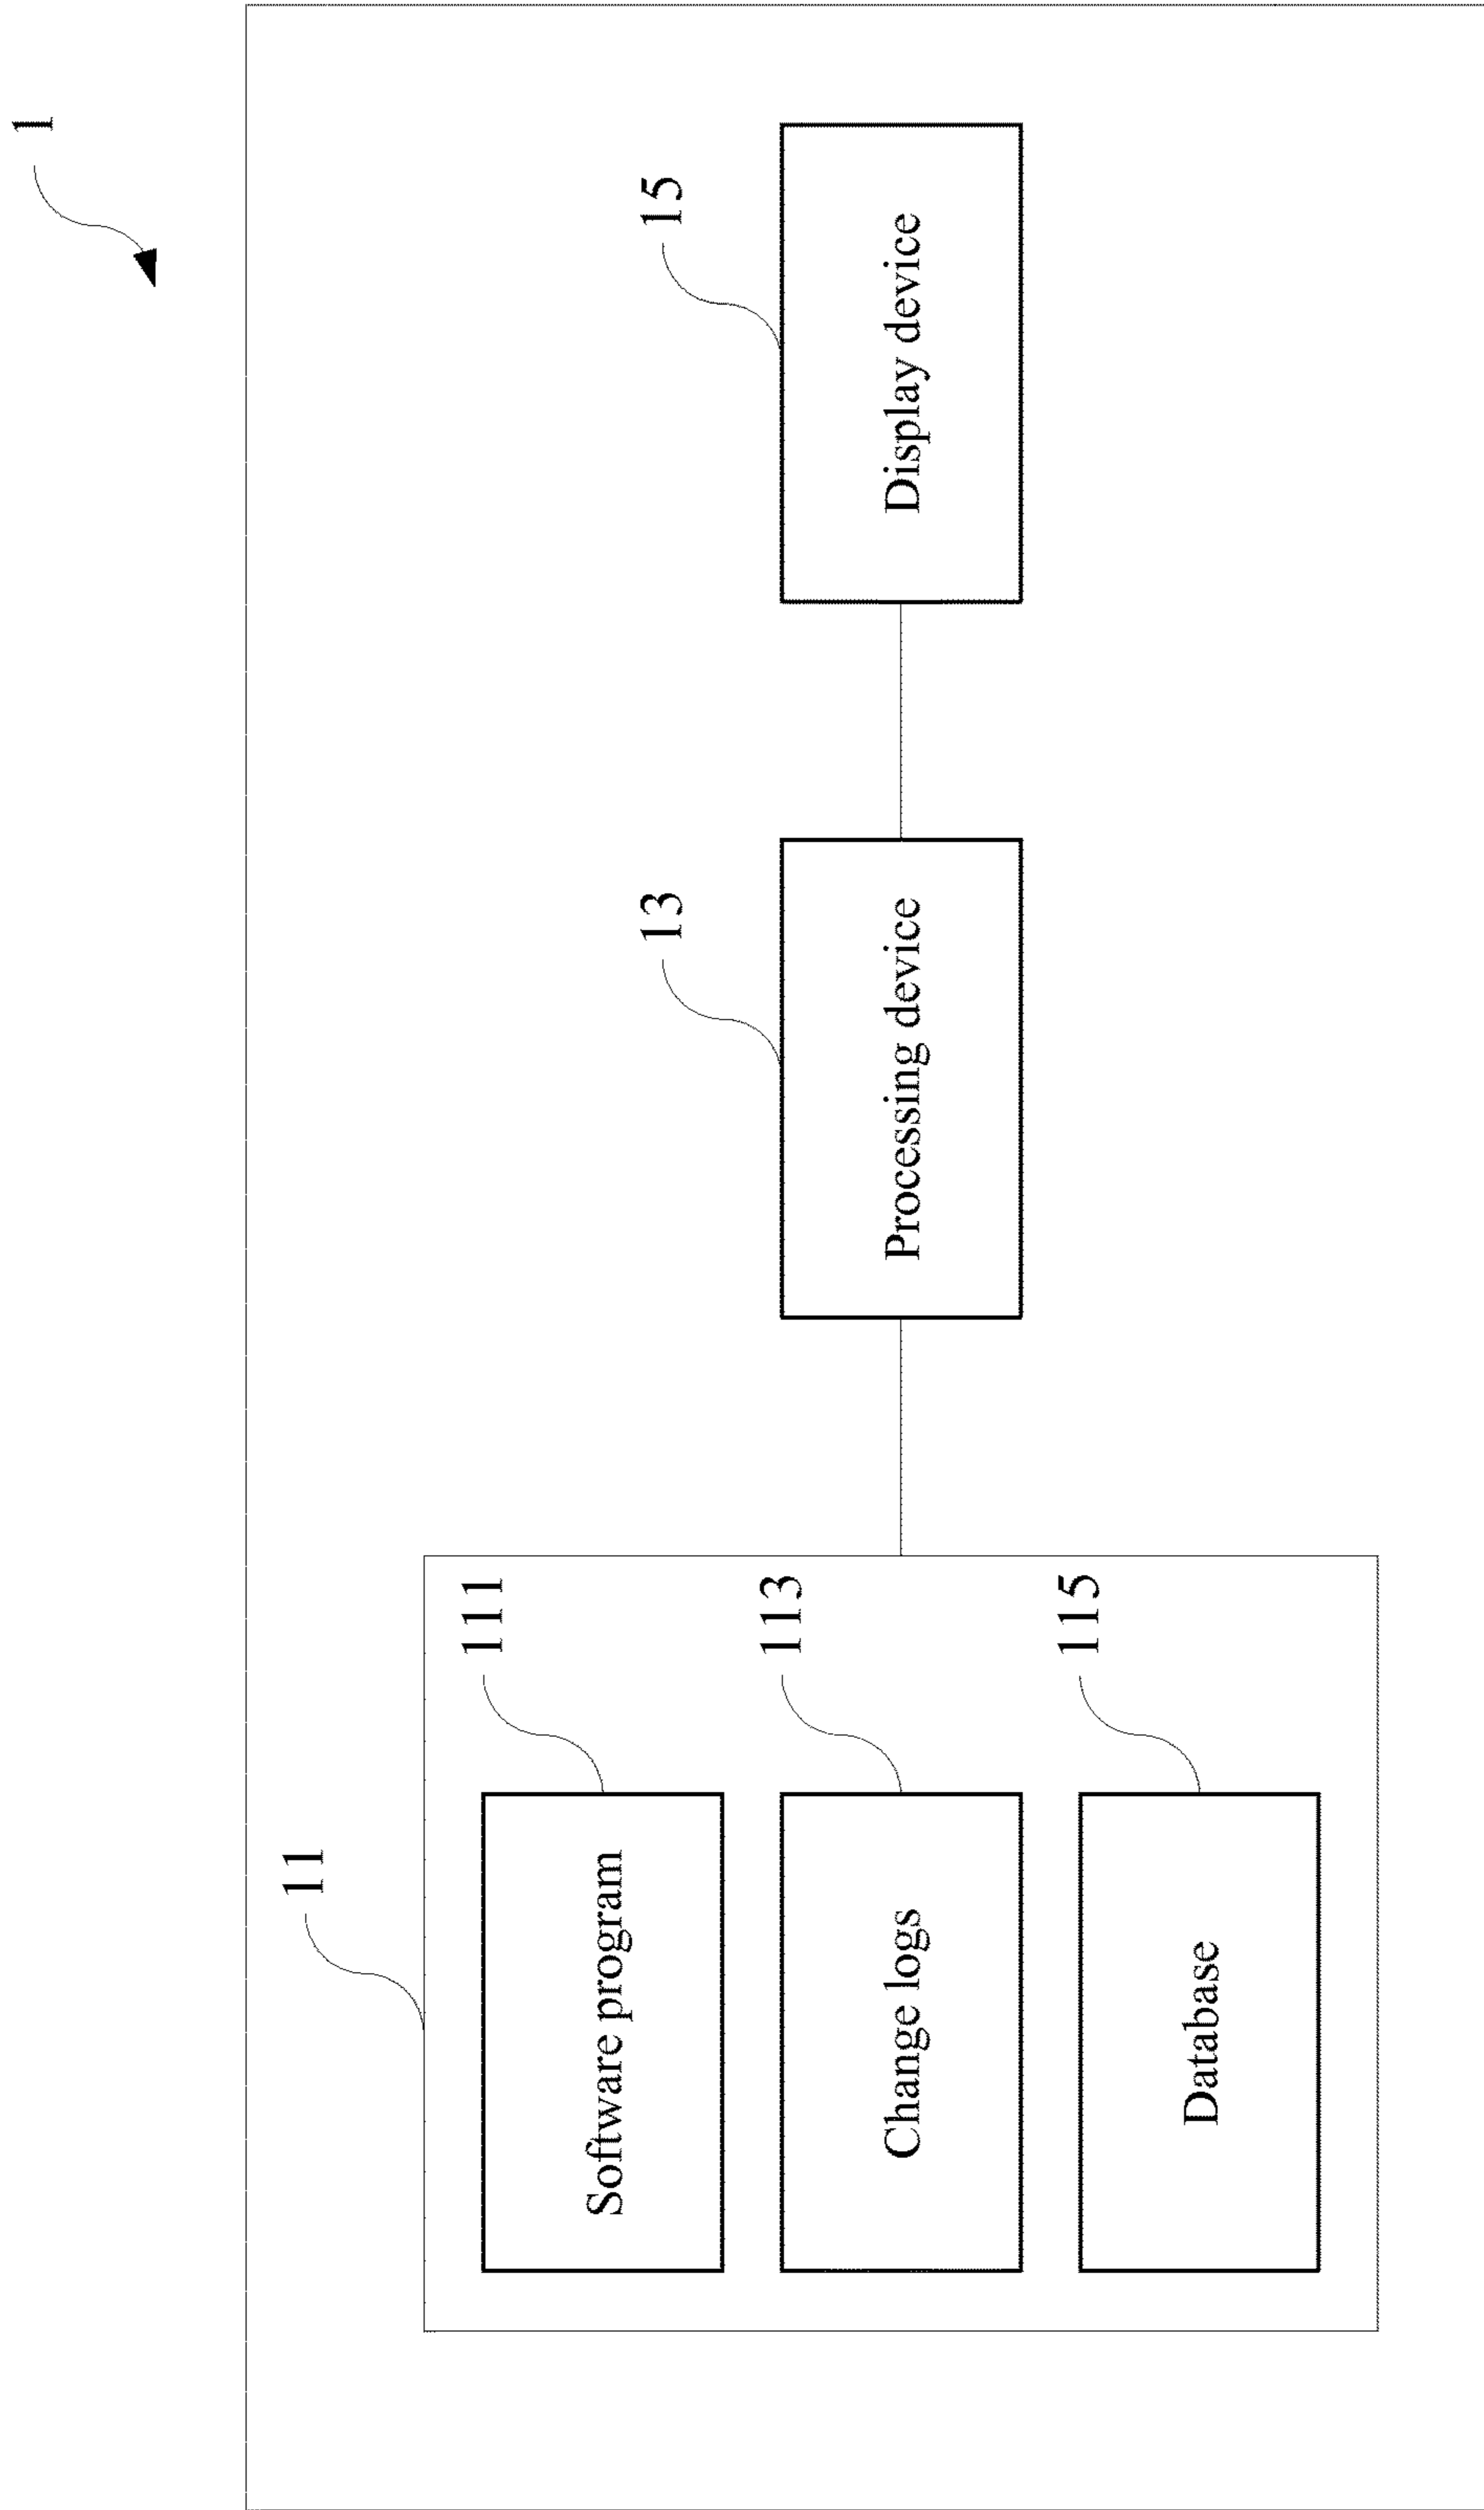 1
11
Software program
111
Change logs
113
Database
115
13
Processing device
15
Display device